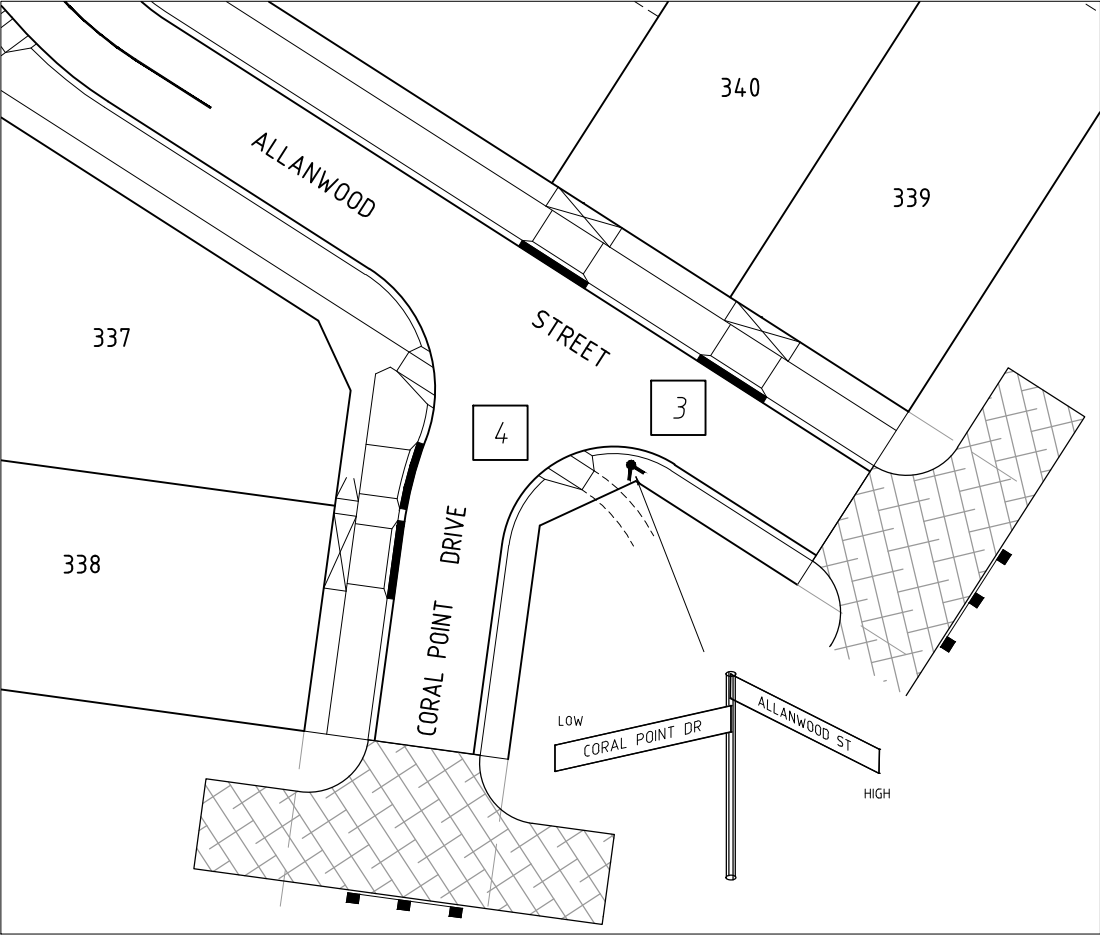 340
ALLANWOOD
339
STREET
337
3
4
DRIVE
338
CORAL POINT
ALLANWOOD ST
LOW
CORAL POINT DR
HIGH